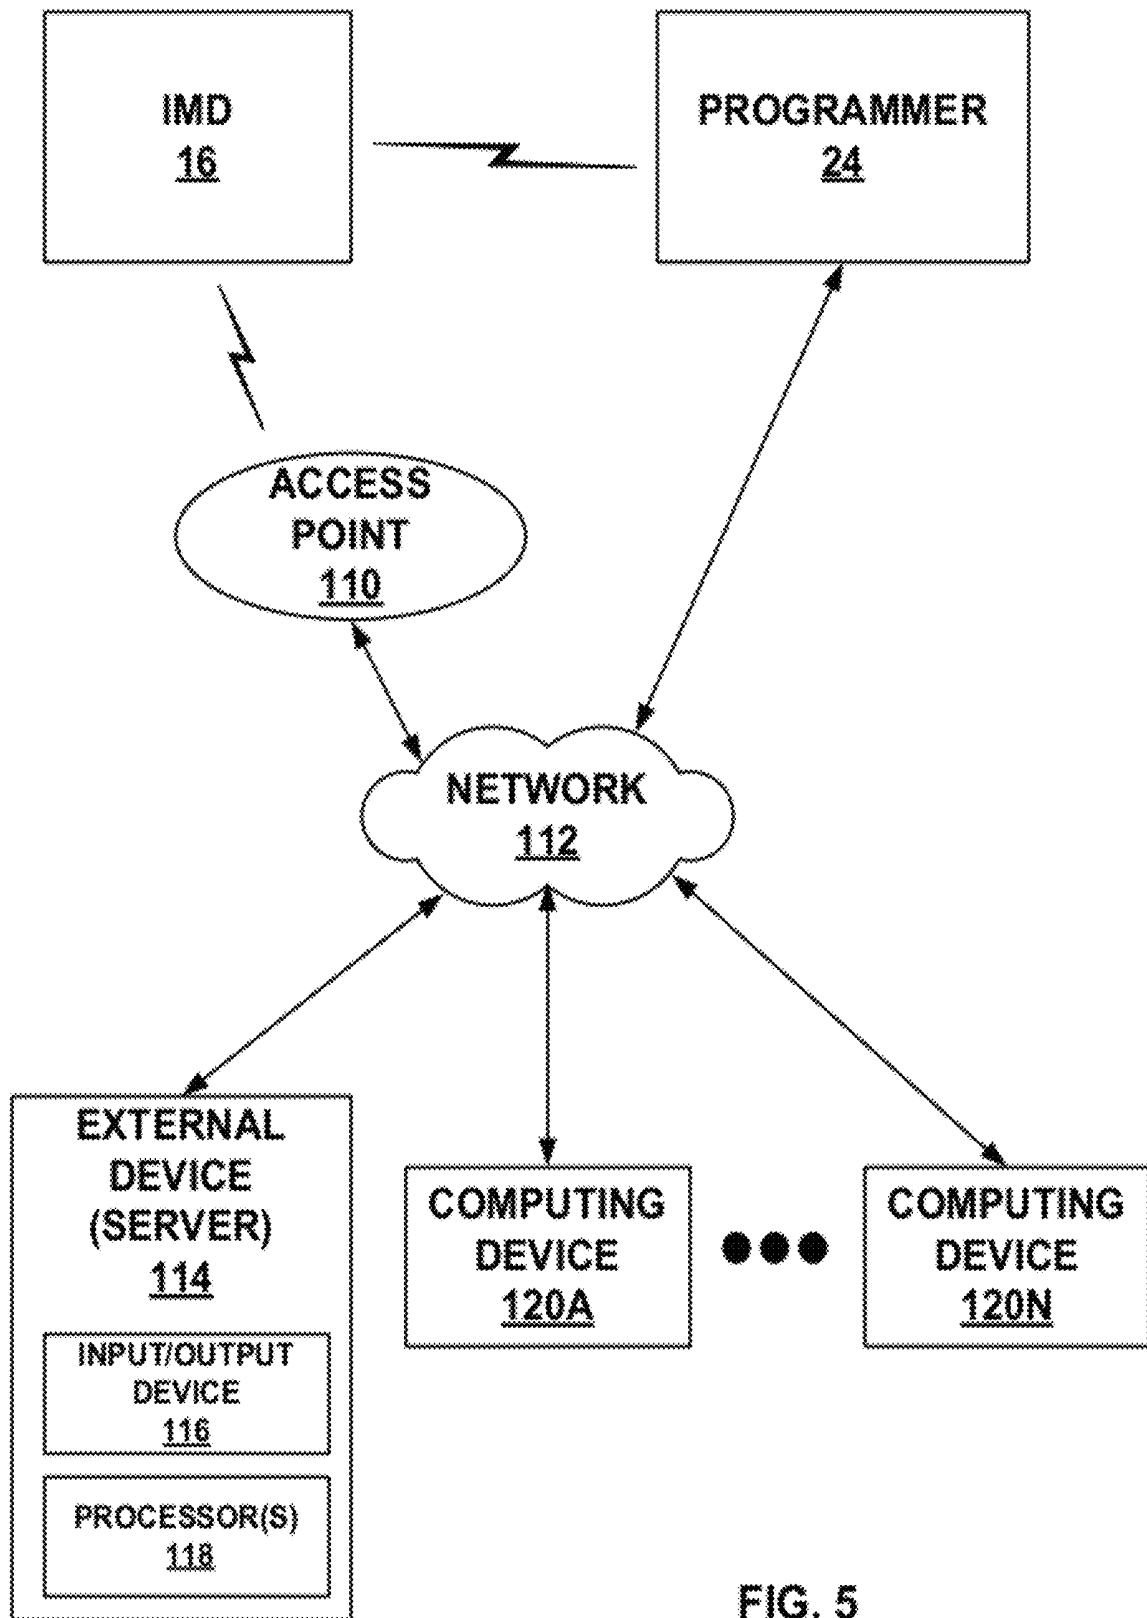 IMD
16
PROGRAMMER
24
ACCESS
POINT
110
NETWORK
112
EXTERNAL
DEVICE
(SERVER)
114
INPUT/OUTPUT
DEVICE
116
PROCESSOR(S)
118
COMPUTING
DEVICE
120A
COMPUTING
DEVICE
120N
FIG. 5